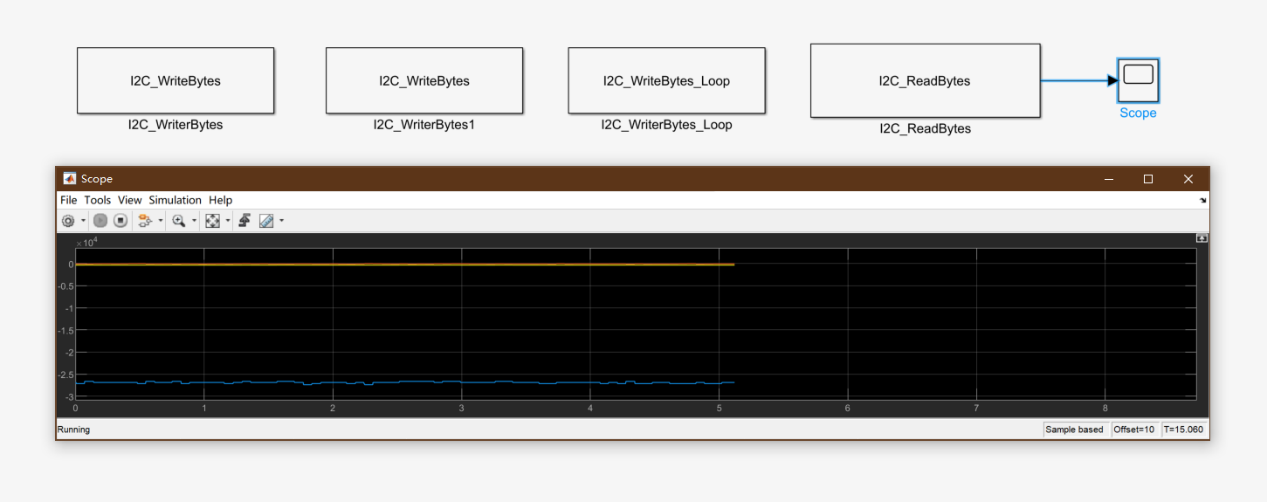 I2C_WriteBytes
I2C_WriteBytes
I2C_WriteBytes_Loop
I2C_ReadBytes
I2C_WriterBytes
I2C_WriterBytes1
I2C_WriterBytes_Loop
I2C_ReadBytes
Scope
Scope
File Tools View Simulation Help
×10^4
0
-0.5
-1
-1.5
-2
-2.5
-3
0 1 2 3 4 5 6 7 8
Running
Sample based Offset=10 T=15.060